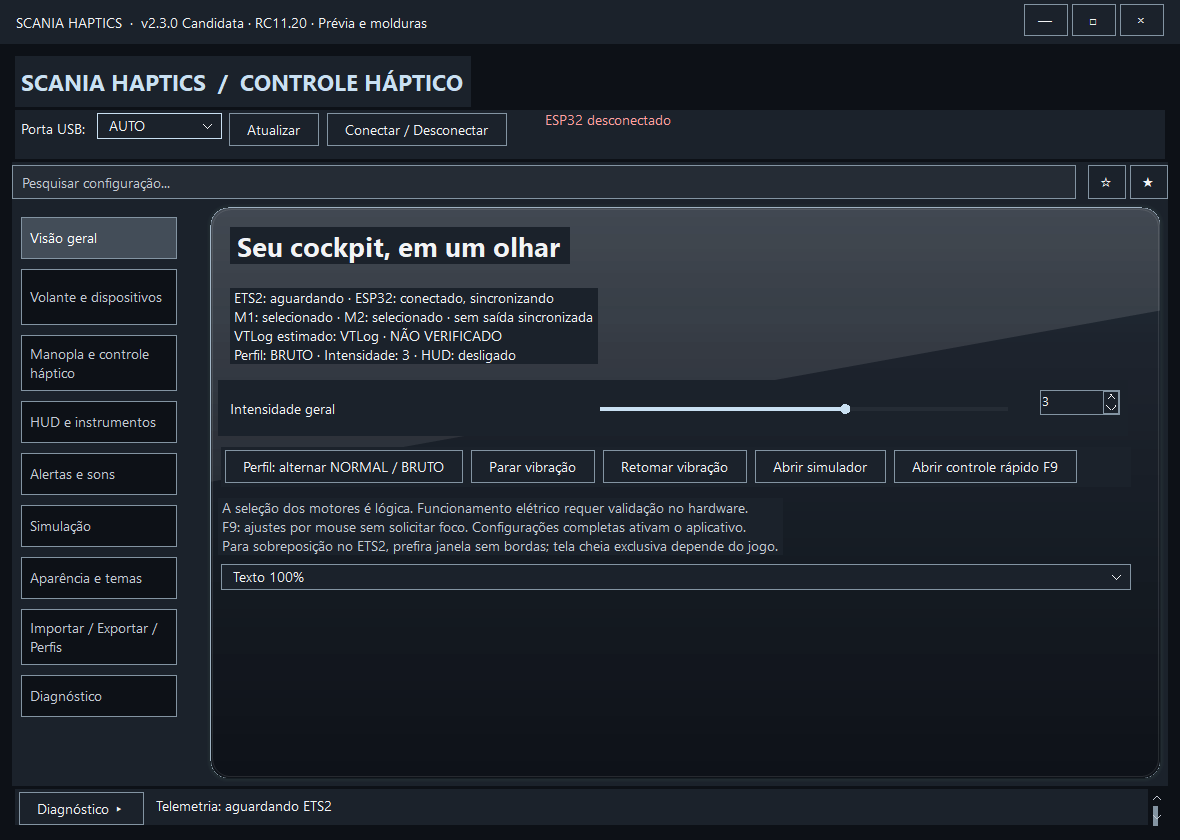 SCANIA HAPTICS · v2.3.0 Candidata · RC11.20 · Prévia e molduras
SCANIA HAPTICS / CONTROLE HÁPTICO
Porta USB: AUTO Atualizar Conectar / Desconectar ESP32 desconectado
Pesquisar configuração...
Visão geral
Volante e dispositivos
Manopla e controle
háptico
HUD e instrumentos
Alertas e sons
Simulação
Aparência e temas
Importar / Exportar /
Perfis
Diagnóstico
Seu cockpit, em um olhar
ETS2: aguardando · ESP32: conectado, sincronizando
M1: selecionado · M2: selecionado · sem saída sincronizada
VTLog estimado: VTLog · NÃO VERIFICADO
Perfil: BRUTO · Intensidade: 3 · HUD: desligado
Intensidade geral 3
Perfil: alternar NORMAL / BRUTO Parar vibração Retomar vibração Abrir simulador Abrir controle rápido F9
A seleção dos motores é lógica. Funcionamento elétrico requer validação no hardware.
F9: ajustes por mouse sem solicitar foco. Configurações completas ativam o aplicativo.
Para sobreposição no ETS2, prefira janela sem bordas; tela cheia exclusiva depende do jogo.
Texto 100%
Diagnóstico ▸ Telemetria: aguardando ETS2